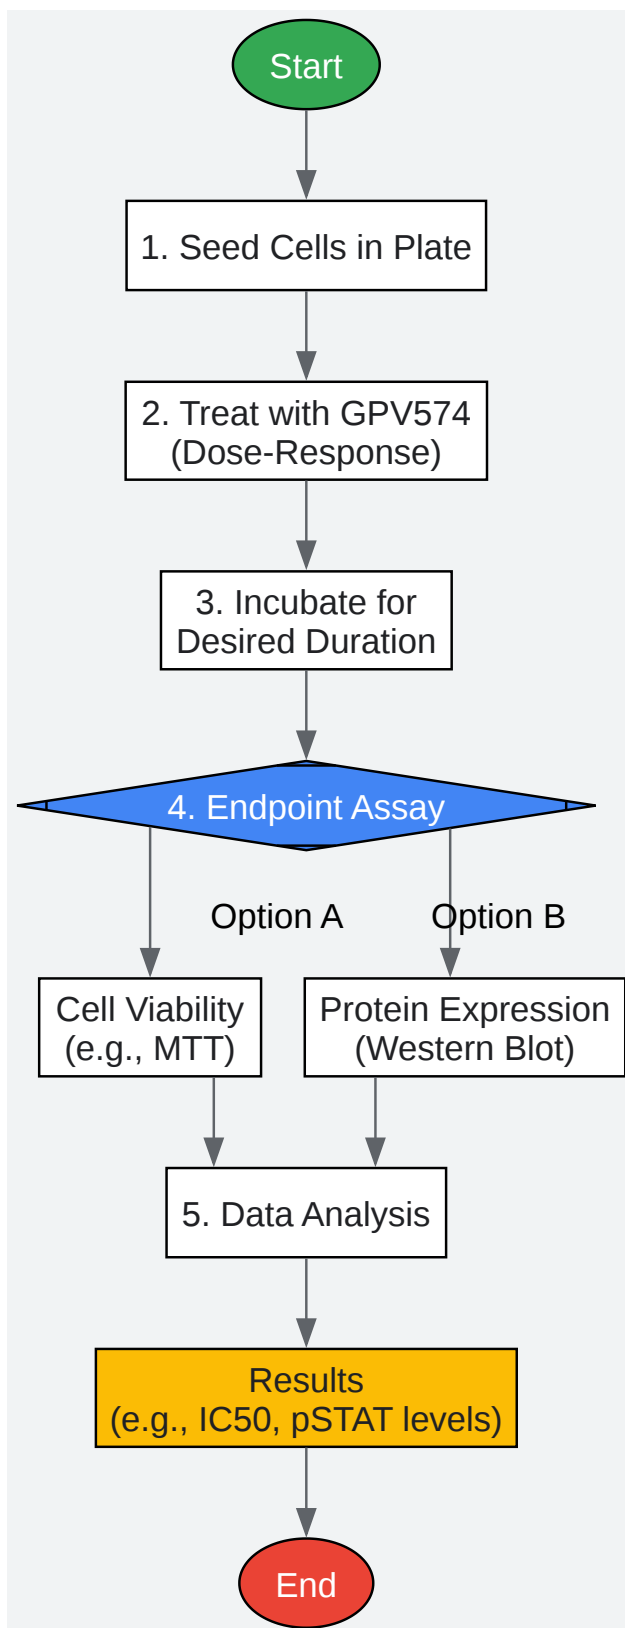 Start
1. Seed Cells in Plate
2. Treat with GPV574
(Dose-Response)
3. Incubate for
Desired Duration
4. Endpoint Assay
Option A
Option B
Cell Viability
(e.g., MTT)
Protein Expression
(Western Blot)
5. Data Analysis
Results
(e.g., IC50, pSTAT levels)
End